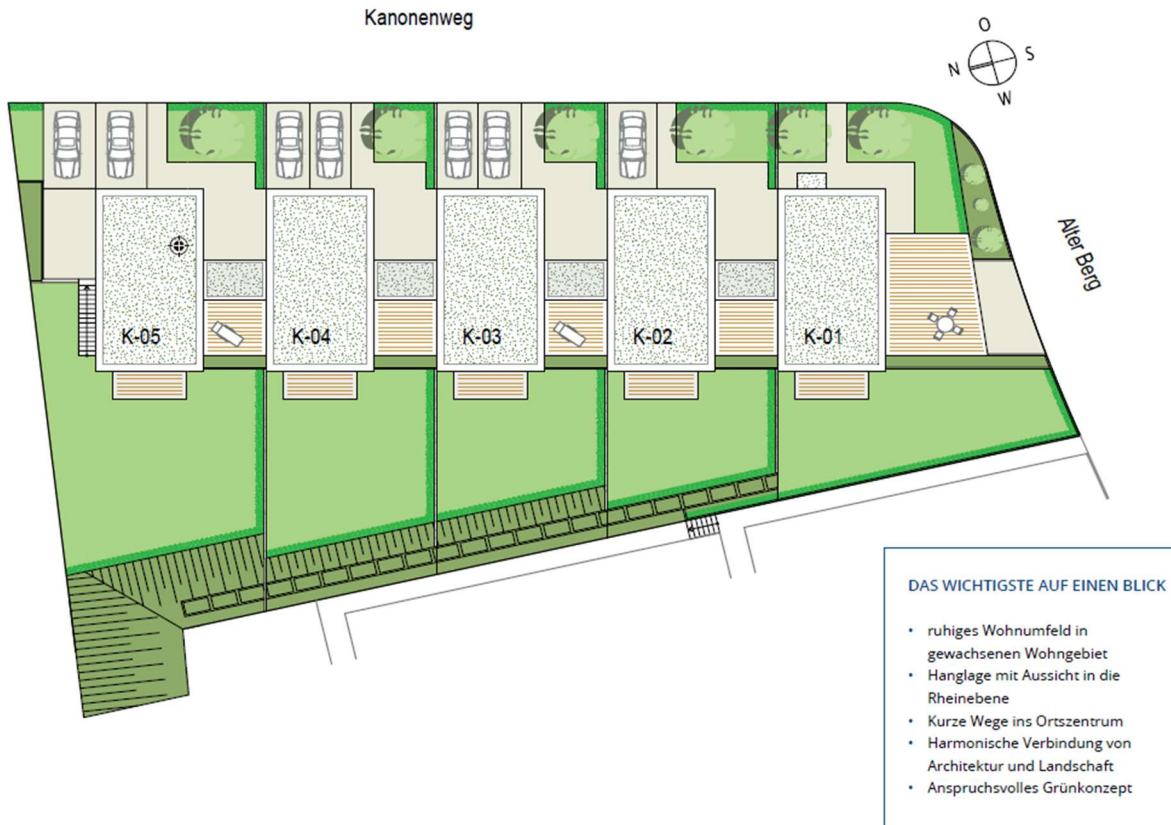 Kanonenweg
O
N
S
W
Alter Berg
K-05
K-04
K-03
K-02
K-01
DAS WICHTIGSTE AUF EINEN BLICK
• ruhiges Wohnumfeld in
gewachsenen Wohngebiet
• Hanglage mit Aussicht in die
Rheinebene
• Kurze Wege ins Ortszentrum
• Harmonische Verbindung von
Architektur und Landschaft
• Anspruchsvolles Grünkonzept